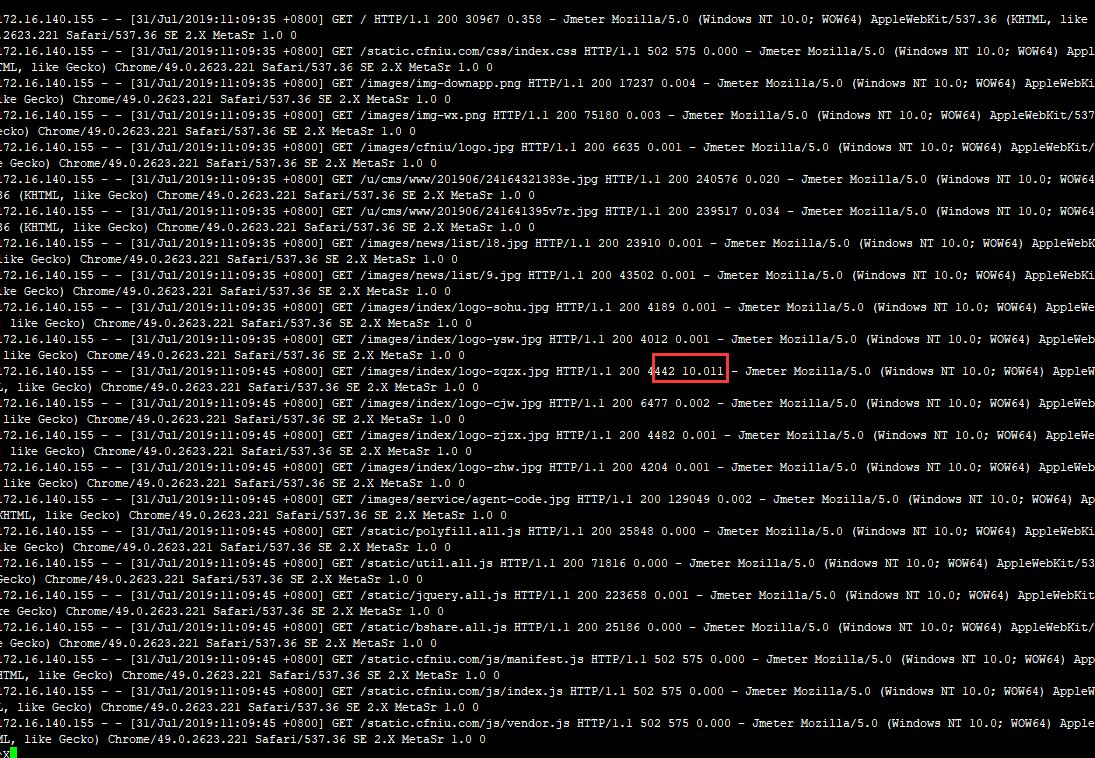 172.16.140.155 - - [31/Jul/2019:11:09:35 +0800] GET / HTTP/1.1 200 30967 0.358 - Jmeter Mozilla/5.0 (Windows NT 10.0; WOW64) AppleWebKit/537.36 (KHTML, like
.2623.221 Safari/537.36 SE 2.X MetaSr 1.0 0
172.16.140.155 - - [31/Jul/2019:11:09:35 +0800] GET /static.cfniu.com/css/index.css HTTP/1.1 502 575 0.000 - Jmeter Mozilla/5.0 (Windows NT 10.0; WOW64) Appl
TML, like Gecko) Chrome/49.0.2623.221 Safari/537.36 SE 2.X MetaSr 1.0 0
172.16.140.155 - - [31/Jul/2019:11:09:35 +0800] GET /images/img-downapp.png HTTP/1.1 200 17237 0.004 - Jmeter Mozilla/5.0 (Windows NT 10.0; WOW64) AppleWebKi
ike Gecko) Chrome/49.0.2623.221 Safari/537.36 SE 2.X MetaSr 1.0 0
172.16.140.155 - - [31/Jul/2019:11:09:35 +0800] GET /images/img-wx.png HTTP/1.1 200 75180 0.003 - Jmeter Mozilla/5.0 (Windows NT 10.0; WOW64) AppleWebKit/537
ecko) Chrome/49.0.2623.221 Safari/537.36 SE 2.X MetaSr 1.0 0
172.16.140.155 - - [31/Jul/2019:11:09:35 +0800] GET /images/cfniu/logo.jpg HTTP/1.1 200 6635 0.001 - Jmeter Mozilla/5.0 (Windows NT 10.0; WOW64) AppleWebKit/
e Gecko) Chrome/49.0.2623.221 Safari/537.36 SE 2.X MetaSr 1.0 0
172.16.140.155 - - [31/Jul/2019:11:09:35 +0800] GET /u/cms/www/201906/24164321383e.jpg HTTP/1.1 200 240576 0.020 - Jmeter Mozilla/5.0 (Windows NT 10.0; WOW64
36 (KHTML, like Gecko) Chrome/49.0.2623.221 Safari/537.36 SE 2.X MetaSr 1.0 0
172.16.140.155 - - [31/Jul/2019:11:09:35 +0800] GET /u/cms/www/201906/241641395v7r.jpg HTTP/1.1 200 239517 0.034 - Jmeter Mozilla/5.0 (Windows NT 10.0; WOW64
36 (KHTML, like Gecko) Chrome/49.0.2623.221 Safari/537.36 SE 2.X MetaSr 1.0 0
172.16.140.155 - - [31/Jul/2019:11:09:35 +0800] GET /images/news/list/18.jpg HTTP/1.1 200 23910 0.001 - Jmeter Mozilla/5.0 (Windows NT 10.0; WOW64) AppleWebK
like Gecko) Chrome/49.0.2623.221 Safari/537.36 SE 2.X MetaSr 1.0 0
172.16.140.155 - - [31/Jul/2019:11:09:35 +0800] GET /images/news/list/9.jpg HTTP/1.1 200 43502 0.001 - Jmeter Mozilla/5.0 (Windows NT 10.0; WOW64) AppleWebKi
ike Gecko) Chrome/49.0.2623.221 Safari/537.36 SE 2.X MetaSr 1.0 0
172.16.140.155 - - [31/Jul/2019:11:09:35 +0800] GET /images/index/logo-sohu.jpg HTTP/1.1 200 4189 0.001 - Jmeter Mozilla/5.0 (Windows NT 10.0; WOW64) AppleWe
 like Gecko) Chrome/49.0.2623.221 Safari/537.36 SE 2.X MetaSr 1.0 0
172.16.140.155 - - [31/Jul/2019:11:09:35 +0800] GET /images/index/logo-ysw.jpg HTTP/1.1 200 4012 0.001 - Jmeter Mozilla/5.0 (Windows NT 10.0; WOW64) AppleWeb
like Gecko) Chrome/49.0.2623.221 Safari/537.36 SE 2.X MetaSr 1.0 0
172.16.140.155 - - [31/Jul/2019:11:09:45 +0800] GET /images/index/logo-zqzx.jpg HTTP/1.1 200 4442 10.011 - Jmeter Mozilla/5.0 (Windows NT 10.0; WOW64) AppleW
L, like Gecko) Chrome/49.0.2623.221 Safari/537.36 SE 2.X MetaSr 1.0 0
172.16.140.155 - - [31/Jul/2019:11:09:45 +0800] GET /images/index/logo-cjw.jpg HTTP/1.1 200 6477 0.002 - Jmeter Mozilla/5.0 (Windows NT 10.0; WOW64) AppleWeb
like Gecko) Chrome/49.0.2623.221 Safari/537.36 SE 2.X MetaSr 1.0 0
172.16.140.155 - - [31/Jul/2019:11:09:45 +0800] GET /images/index/logo-zjzx.jpg HTTP/1.1 200 4482 0.001 - Jmeter Mozilla/5.0 (Windows NT 10.0; WOW64) AppleWe
 like Gecko) Chrome/49.0.2623.221 Safari/537.36 SE 2.X MetaSr 1.0 0
172.16.140.155 - - [31/Jul/2019:11:09:45 +0800] GET /images/index/logo-zhw.jpg HTTP/1.1 200 4204 0.001 - Jmeter Mozilla/5.0 (Windows NT 10.0; WOW64) AppleWeb
like Gecko) Chrome/49.0.2623.221 Safari/537.36 SE 2.X MetaSr 1.0 0
172.16.140.155 - - [31/Jul/2019:11:09:45 +0800] GET /images/service/agent-code.jpg HTTP/1.1 200 129049 0.002 - Jmeter Mozilla/5.0 (Windows NT 10.0; WOW64) Ap
KHTML, like Gecko) Chrome/49.0.2623.221 Safari/537.36 SE 2.X MetaSr 1.0 0
172.16.140.155 - - [31/Jul/2019:11:09:45 +0800] GET /static/polyfill.all.js HTTP/1.1 200 25848 0.000 - Jmeter Mozilla/5.0 (Windows NT 10.0; WOW64) AppleWebKi
ike Gecko) Chrome/49.0.2623.221 Safari/537.36 SE 2.X MetaSr 1.0 0
172.16.140.155 - - [31/Jul/2019:11:09:45 +0800] GET /static/util.all.js HTTP/1.1 200 71816 0.000 - Jmeter Mozilla/5.0 (Windows NT 10.0; WOW64) AppleWebKit/53
Gecko) Chrome/49.0.2623.221 Safari/537.36 SE 2.X MetaSr 1.0 0
172.16.140.155 - - [31/Jul/2019:11:09:45 +0800] GET /static/jquery.all.js HTTP/1.1 200 223658 0.001 - Jmeter Mozilla/5.0 (Windows NT 10.0; WOW64) AppleWebKit
re Gecko) Chrome/49.0.2623.221 Safari/537.36 SE 2.X MetaSr 1.0 0
172.16.140.155 - - [31/Jul/2019:11:09:45 +0800] GET /static/bshare.all.js HTTP/1.1 200 25186 0.000 - Jmeter Mozilla/5.0 (Windows NT 10.0; WOW64) AppleWebKit/
e Gecko) Chrome/49.0.2623.221 Safari/537.36 SE 2.X MetaSr 1.0 0
172.16.140.155 - - [31/Jul/2019:11:09:45 +0800] GET /static.cfniu.com/js/manifest.js HTTP/1.1 502 575 0.000 - Jmeter Mozilla/5.0 (Windows NT 10.0; WOW64) App
HTML, like Gecko) Chrome/49.0.2623.221 Safari/537.36 SE 2.X MetaSr 1.0 0
172.16.140.155 - - [31/Jul/2019:11:09:45 +0800] GET /static.cfniu.com/js/index.js HTTP/1.1 502 575 0.000 - Jmeter Mozilla/5.0 (Windows NT 10.0; WOW64) AppleW
L, like Gecko) Chrome/49.0.2623.221 Safari/537.36 SE 2.X MetaSr 1.0 0
172.16.140.155 - - [31/Jul/2019:11:09:45 +0800] GET /static.cfniu.com/js/vendor.js HTTP/1.1 502 575 0.000 - Jmeter Mozilla/5.0 (Windows NT 10.0; WOW64) Apple
ML, like Gecko) Chrome/49.0.2623.221 Safari/537.36 SE 2.X MetaSr 1.0 0
^X